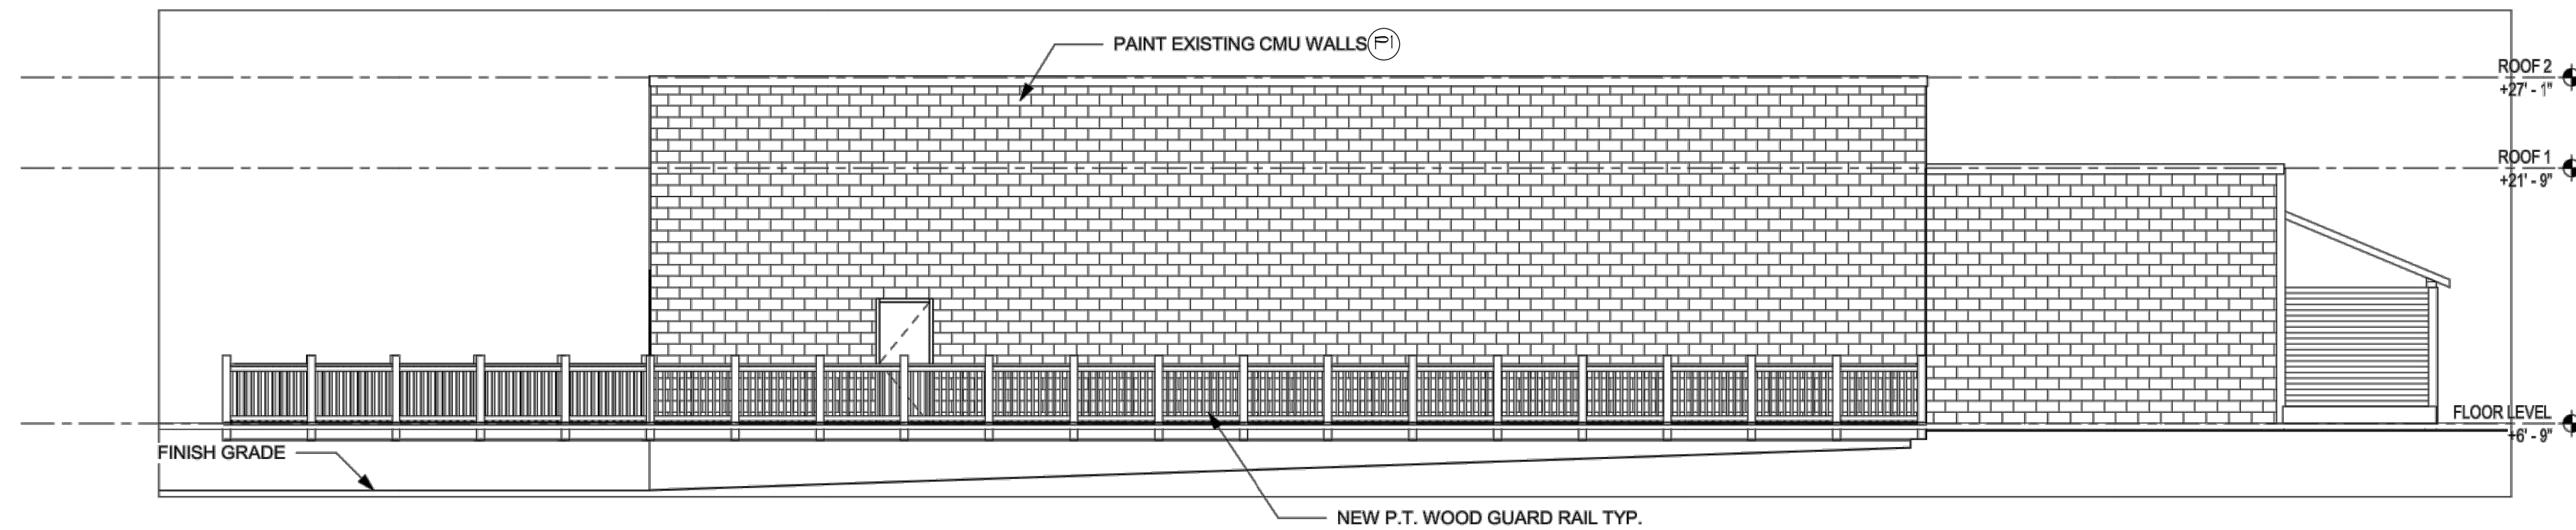 PAINT EXISTING CMU WALLS P1
ROOF 2
+27' - 1"
ROOF 1
+21' - 9"
FLOOR LEVEL
+6' - 9"
FINISH GRADE
NEW P.T. WOOD GUARD RAIL TYP.